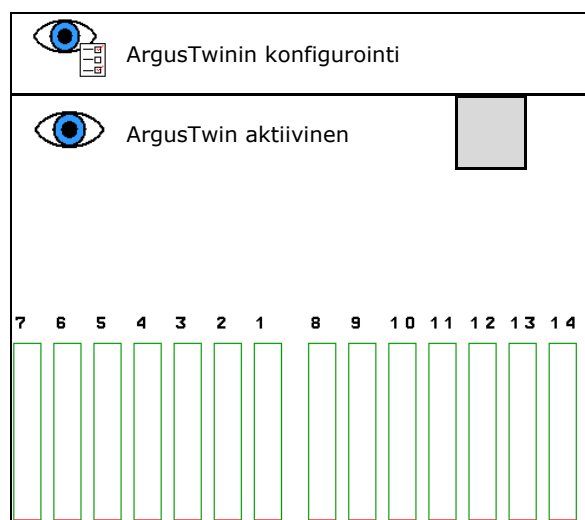 ArgusTwinin konfigurointi
ArgusTwin aktiivinen
7 6 5 4 3 2 1 8 9 10 11 12 13 14